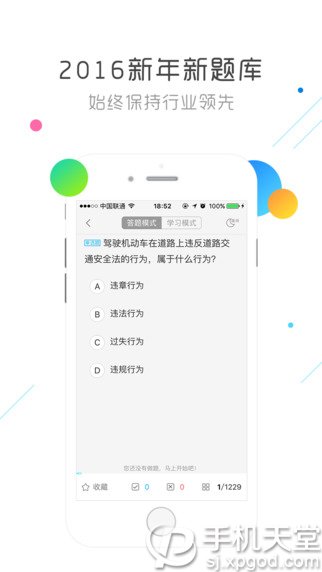 2016新年新题库
始终保持行业领先
中国联通
18:52
答题模式
学习模式
驾驶机动车在道路上违反道路交
通安全法的行为，属于什么行为？
A 违章行为
B 违法行为
C 过失行为
D 违规行为
您还没有做题，马上开始吧！
收藏
0
0
1/1229
手机天堂
sj.xpgod.com